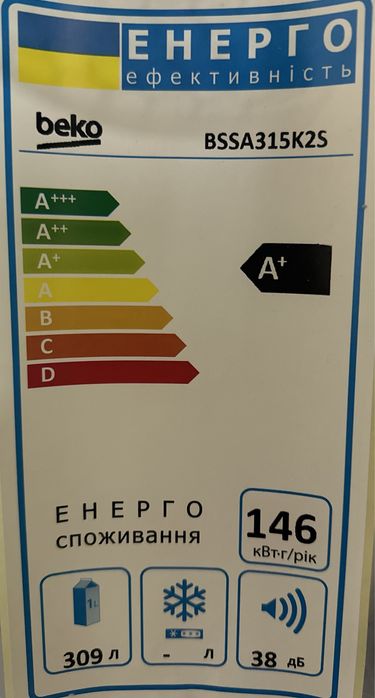 ЕНЕРГО
ефективність
beko
BSSA315K2S
A+++
A++
A+
A+
A
B
C
D
ЕНЕРГО
споживання
146
кВт·г/рік
1L
309 л
- л
38 дБ